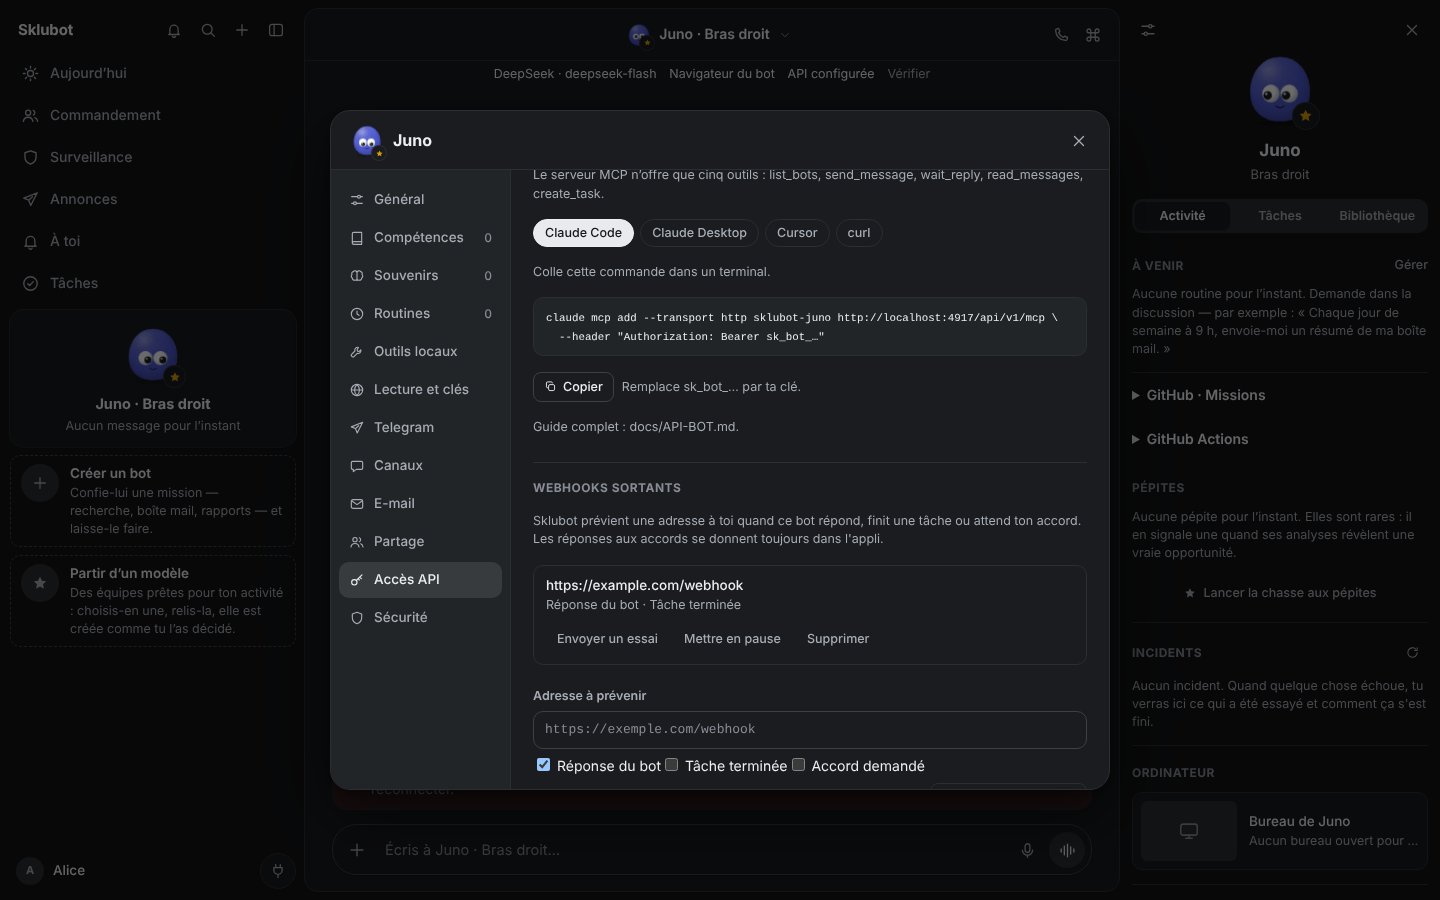 Sklubot
Aujourd’hui
Commandement
Surveillance
Annonces
À toi
Tâches
Juno · Bras droit
Aucun message pour l’instant
Créer un bot
Confie-lui une mission —
recherche, boîte mail, rapports — et
laisse-le faire.
Partir d’un modèle
Des équipes prêtes pour ton activité
: choisis-en une, relis-la, elle est
créée comme tu l’as décidé.
A
Alice
Juno · Bras droit
DeepSeek · deepseek-flash Navigateur du bot API configurée Vérifier
Juno
Général
Compétences 0
Souvenirs 0
Routines 0
Outils locaux
Lecture et clés
Telegram
Canaux
E-mail
Partage
Accès API
Sécurité
Le serveur MCP n’offre que cinq outils : list_bots, send_message, wait_reply, read_messages,
create_task.
Claude Code Claude Desktop Cursor curl
Colle cette commande dans un terminal.
claude mcp add --transport http sklubot-juno http://localhost:4917/api/v1/mcp \
--header "Authorization: Bearer sk_bot_…"
Copier Remplace sk_bot_… par ta clé.
Guide complet : docs/API-BOT.md.
WEBHOOKS SORTANTS
Sklubot prévient une adresse à toi quand ce bot répond, finit une tâche ou attend ton accord.
Les réponses aux accords se donnent toujours dans l'appli.
https://example.com/webhook
Réponse du bot · Tâche terminée
Envoyer un essai Mettre en pause Supprimer
Adresse à prévenir
https://exemple.com/webhook
Réponse du bot Tâche terminée Accord demandé
reconnecter.
Écris à Juno · Bras droit…
Juno
Bras droit
Activité Tâches Bibliothèque
À VENIR Gérer
Aucune routine pour l’instant. Demande dans la
discussion — par exemple : « Chaque jour de
semaine à 9 h, envoie-moi un résumé de ma boîte
mail. »
GitHub · Missions
GitHub Actions
PÉPITES
Aucune pépite pour l’instant. Elles sont rares : il
en signale une quand ses analyses révèlent une
vraie opportunité.
Lancer la chasse aux pépites
INCIDENTS
Aucun incident. Quand quelque chose échoue, tu
verras ici ce qui a été essayé et comment ça s'est
fini.
ORDINATEUR
Bureau de Juno
Aucun bureau ouvert pour ...